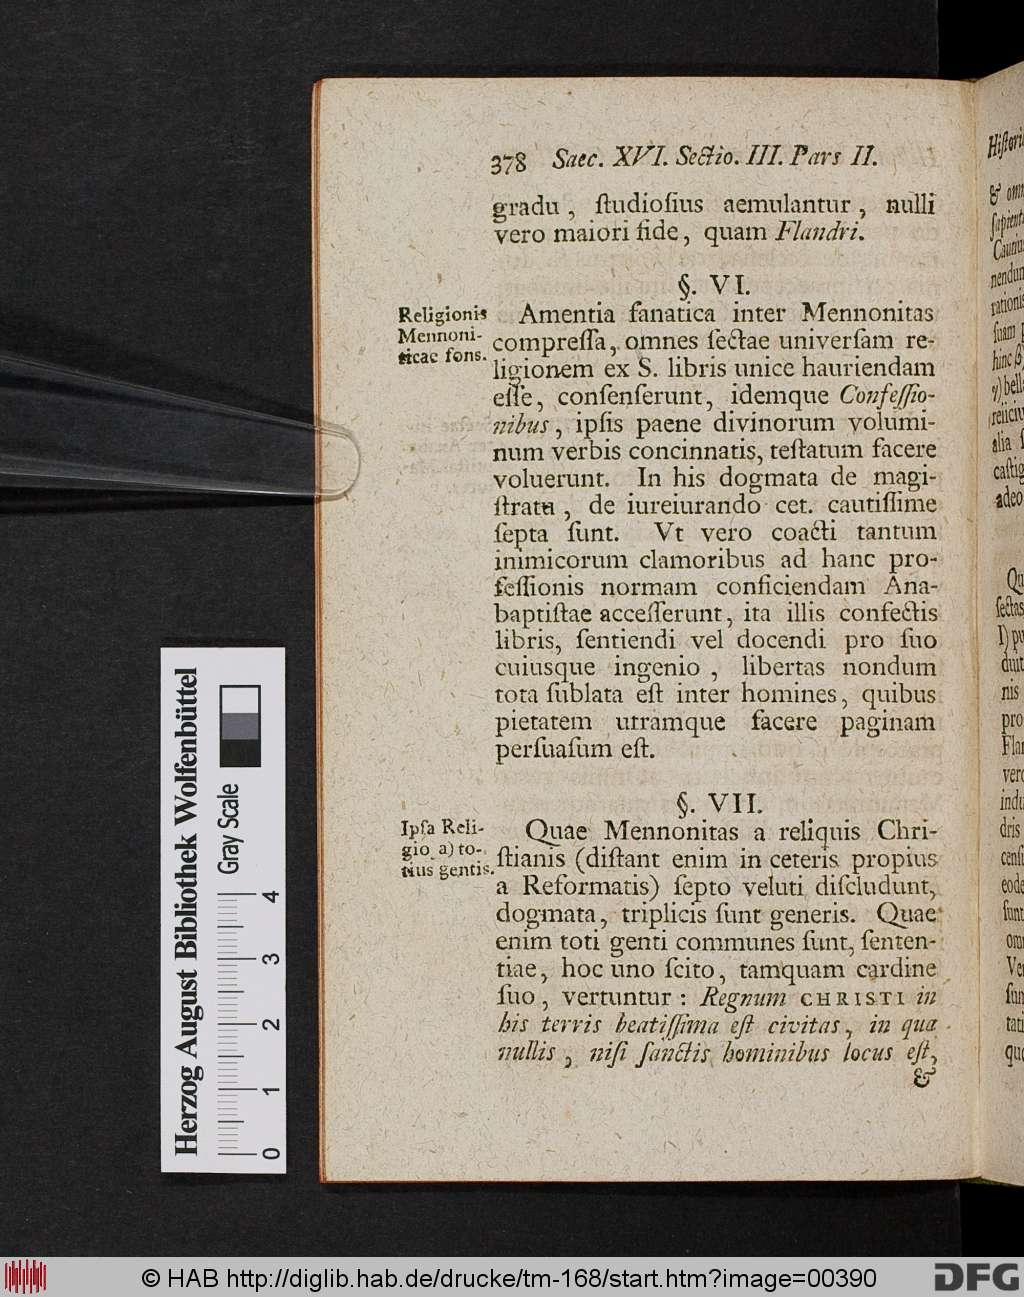 378 Saec. XVI. Sectio. III. Pars II.
gradu, ſtudioſius aemulantur, nulli
vero maiori fide, quam Flandri.
§. VI.
Religionis
Mennoni-
ticae fons.
Amentia fanatica inter Mennonitas
compreſſa, omnes ſectae univerſam re-
ligionem ex S. libris unice hauriendam
eſſe, conſenſerunt, idemque Confeſſio-
nibus, ipſis paene divinorum volumi-
num verbis concinnatis, teſtatum facere
voluerunt. In his dogmata de magi-
ſtratu, de iureiurando cet. cautiſſime
ſepta ſunt. Vt vero coacti tantum
inimicorum clamoribus ad hanc pro-
feſſionis normam conficiendam Ana-
baptiſtae acceſſerunt, ita illis confectis
libris, ſentiendi vel docendi pro ſuo
cuiusque ingenio, libertas nondum
tota ſublata eſt inter homines, quibus
pietatem utramque facere paginam
perſuaſum eſt.
§. VII.
Ipſa Reli-
gio a) to-
tius gentis.
Quae Mennonitas a reliquis Chri-
ſtianis (diſtant enim in ceteris propius
a Reformatis) ſepto veluti diſcludunt,
dogmata, triplicis ſunt generis. Quae
enim toti genti communes ſunt, ſenten-
tiae, hoc uno ſcito, tamquam cardine
ſuo, vertuntur: Regnum CHRISTI in
his terris beatiſſima eſt civitas, in qua
nullis, niſi ſanctis hominibus locus eſt,
&
Herzog August Bibliothek Wolfenbüttel
Gray Scale
0 1 2 3 4
© HAB http://diglib.hab.de/drucke/tm-168/start.htm?image=00390
DFG